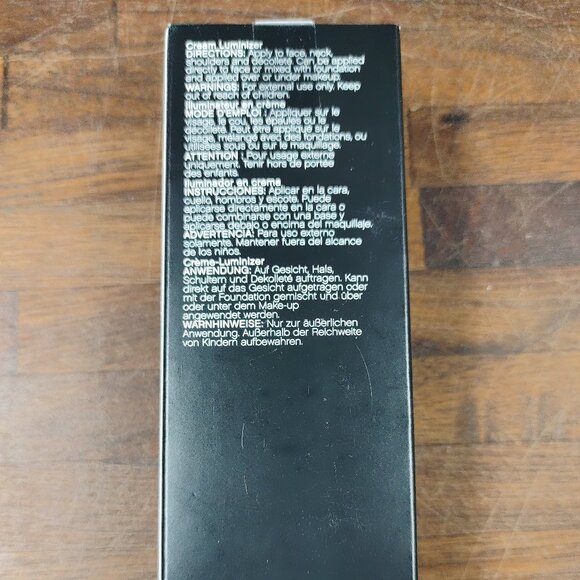 Cream Luminizer
DIRECTIONS: Apply to face, neck,
shoulders and décolleté. Can be applied
directly to face or mixed with foundation
and applied over or under makeup.
WARNINGS: For external use only. Keep
out of reach of children.
Illuminateur en crème
MODE D'EMPLOI : Appliquer sur le
visage, le cou, les épaules ou le
décolleté. Peut être appliqué sur le
visage, mélangé avec des fondations, ou
utilisées sous ou sur le maquillage.
ATTENTION : Pour usage externe
uniquement. Tenir hors de portée
des enfants.
Iluminador en crema
INSTRUCCIONES: Aplicar en la cara,
cuello, hombros y escote. Puede
aplicarse directamente en la cara o
puede combinarse con una base y
aplicarse debajo o encima del maquillaje.
ADVERTENCIA: Para uso externo
solamente. Mantener fuera del alcance
de los niños.
Crème-Luminizer
ANWENDUNG: Auf Gesicht, Hals,
Schultern und Dekolleté auftragen. Kann
direkt auf das Gesicht aufgetragen oder
mit der Foundation gemischt und über
oder unter dem Make-up
angewendet werden.
WARNHINWEISE: Nur zur äußerlichen
Anwendung. Außerhalb der Reichweite
von Kindern aufbewahren.